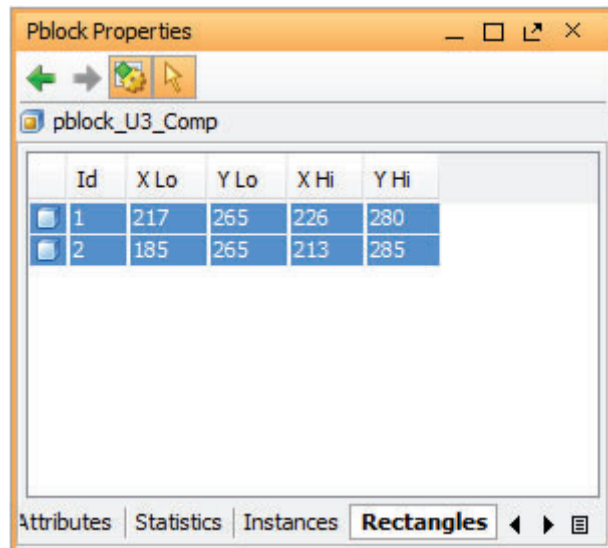 Pblock Properties
pblock_U3_Comp
Id X Lo Y Lo X Hi Y Hi
1 217 265 226 280
2 185 265 213 285
Attributes Statistics Instances Rectangles